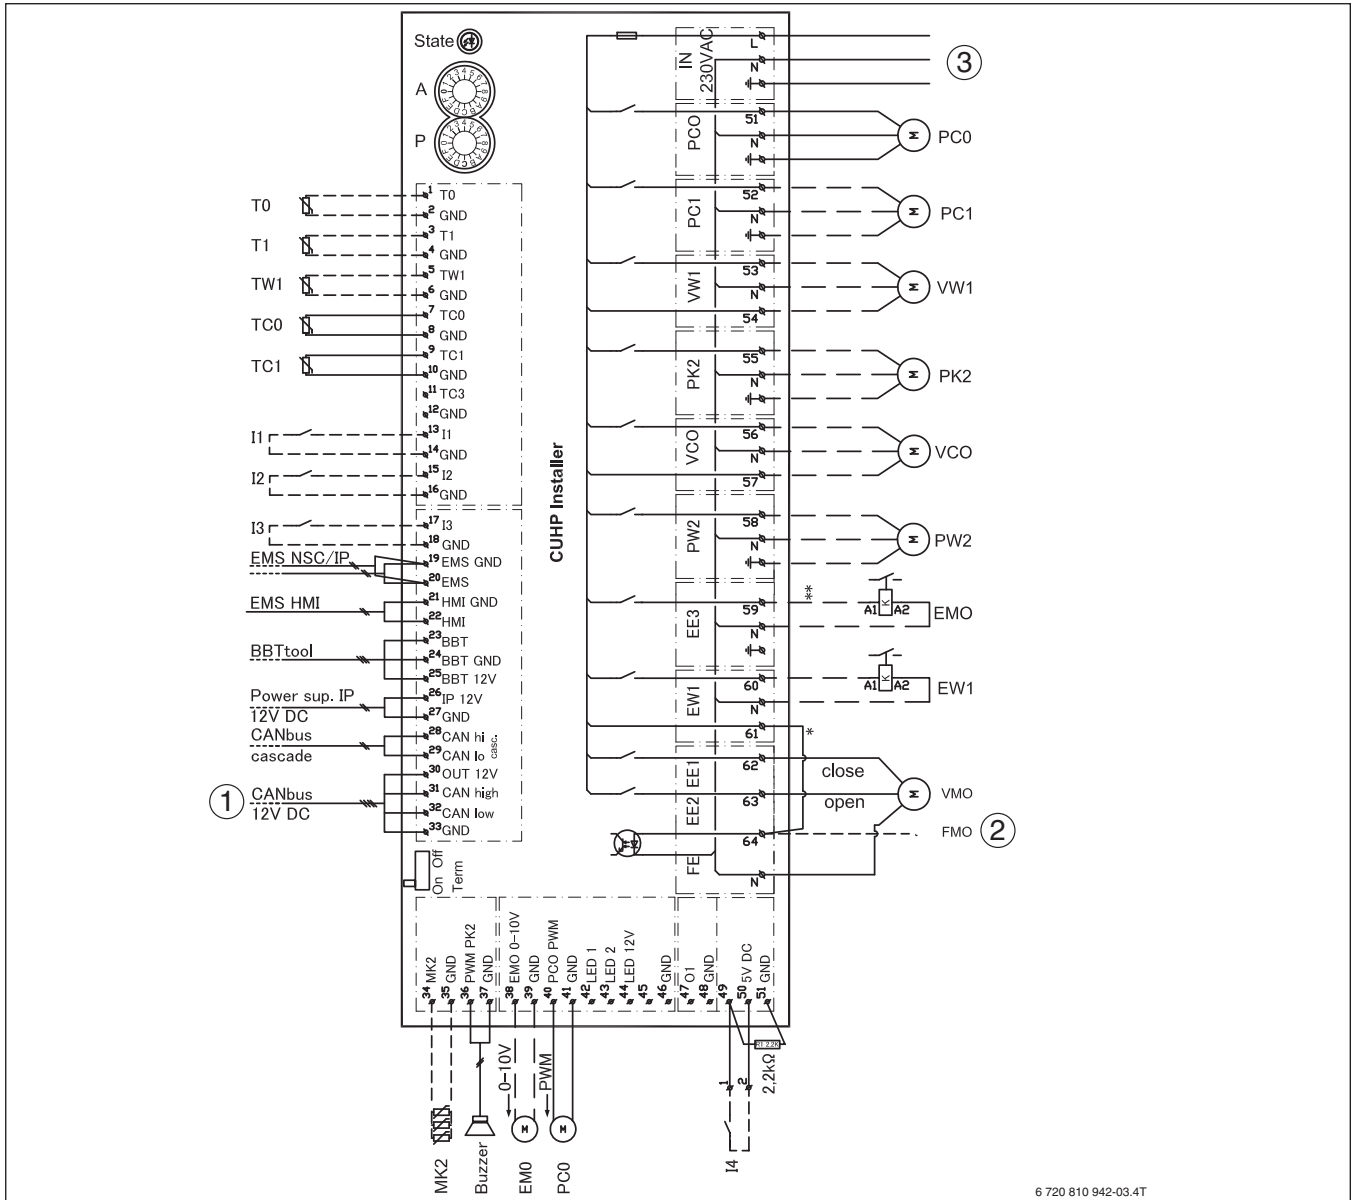 State
A
P
T0
T1
TW1
TC0
TC1
I1
I2
I3
EMS NSC/IP
EMS HMI
BBTtool
Power sup. IP
12V DC
CANbus
cascade
1
CANbus
12V DC
1 T0
2 GND
3 T1
4 GND
5 TW1
6 GND
7 TC0
8 GND
9 TC1
10 GND
11 TC3
12 GND
13 I1
14 GND
15 I2
16 GND
17 I3
18 GND
19 EMS GND
20 EMS
21 HMI GND
22 HMI
23 BBT
24 BBT GND
25 BBT 12V
26 IP 12V
27 GND
28 CAN hi casc.
29 CAN lo
30 OUT 12V
31 CAN high
32 CAN low
33 GND
On Off
Term
CUHP Installer
IN
230VAC
L
N
3
PCO
51
N
M
PC0
PC1
52
N
M
PC1
VW1
53
N
54
M
VW1
PK2
55
N
M
PK2
VCO
56
N
57
M
VCO
PW2
58
N
M
PW2
EE3
59
N
**
A1 K A2
EMO
EW1
60
N
61
*
A1 K A2
EW1
EE2 EE1
62
63
close
open
M
VMO
FE
64
N
FMO
2
34 MK2
35 GND
36 PWM PK2
37 GND
38 EMO 0-10V
39 GND
40 PCO PWM
41 GND
42 LED 1
43 LED 2
44 LED 12V
45
46 GND
47 O1
48 GND
49
50 5V DC
51 GND
R1 2.2K
2,2kΩ
1
2
0-10V
PWM
M
M
MK2
Buzzer
EM0
PC0
I4
6 720 810 942-03.4T